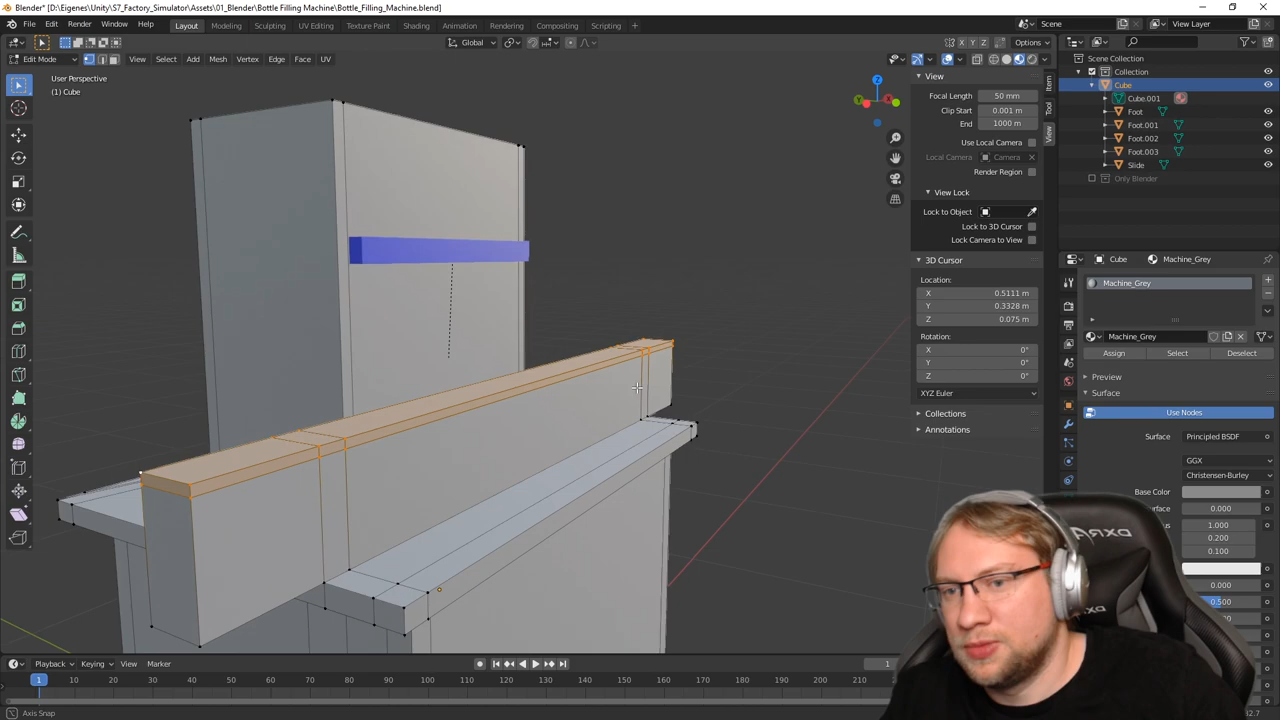 Blender* [D:\Eigenes\Unity\S7_Factory_Simulator\Assets\01_Blender\Bottle Filling Machine\Bottle_Filling_Machine.blend]
File Edit Render Window Help Layout Modeling Sculpting UV Editing Texture Paint Shading Animation Rendering Compositing Scripting + Scene View Layer
Global X Y Z Options
Edit Mode View Select Add Mesh Vertex Edge Face UV
User Perspective
(1) Cube
Z
Y
X
View
Focal Length 50 mm
Clip Start 0.001 m
End 1000 m
Use Local Camera
Local Camera Camera
Render Region
View Lock
Lock to Object
Lock to 3D Cursor
Lock Camera to View
3D Cursor
Location:
X 0.5111 m
Y 0.3328 m
Z 0.075 m
Rotation:
X 0°
Y 0°
Z 0°
XYZ Euler
Collections
Annotations
Item
Tool
View
Scene Collection
Collection
Cube
Cube.001
Foot
Foot.001
Foot.002
Foot.003
Slide
Only Blender
Cube Machine_Grey
Machine_Grey
Machine_Grey
Assign Select Deselect
Preview
Surface
Use Nodes
Surface Principled BSDF
GGX
Christensen-Burley
Base Color
0.000
1.000
0.200
0.100
0.000
0.500
Playback Keying View Marker 1
1 10 20 30 40 50 60 70 80 90 100 110 120 130 140 150 160 170 180 190 200 210
Axis Snap
DXRACER